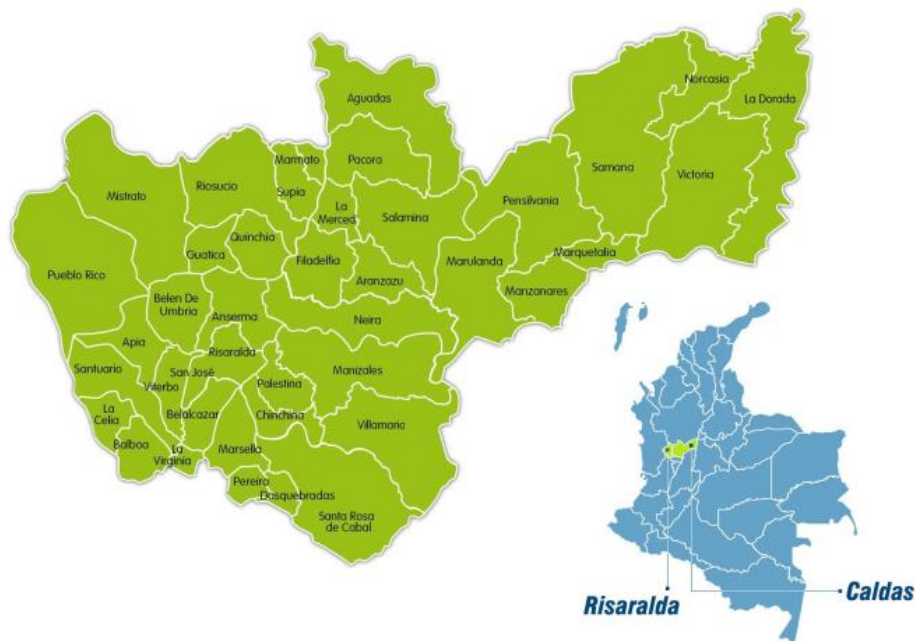 Norcasia
La Dorada
Aguadas
Marmato
Pacora
Samana
Victoria
Mistrato
Riosucio
Supia
La
Merced
Salamina
Pensilvania
Quinchia
Guatica
Filadelfia
Marulanda
Marquetalia
Pueblo Rico
Aranzazu
Manzanares
Belen De
Umbria
Anserma
Neira
Apia
Risaralda
Santuario
San José
Viterbo
Palestina
Manizales
La
Celia
Belalcazar
Chinchina
Villamaria
Balboa
La
Virginia
Marsella
Pereira
Dosquebradas
Santa Rosa
de Cabal
Risaralda
Caldas